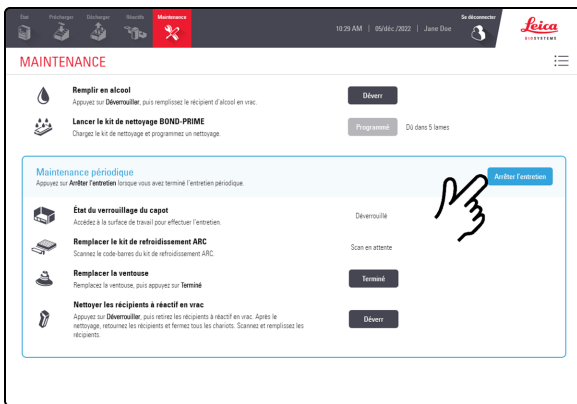 État Précharger Décharger Réactifs Maintenance
10:29 AM | 05/déc./2022 | Jane Doe
Se déconnecter
Leica
BIOSYSTEMS
MAINTENANCE
Remplir en alcool
Appuyez sur Déverrouiller, puis remplissez le récipient d'alcool en vrac.
Déverr
Lancer le kit de nettoyage BOND-PRIME
Chargez le kit de nettoyage et programmez un nettoyage.
Programmé
Dû dans 5 lames
Maintenance périodique
Appuyez sur Arrêter l'entretien lorsque vous avez terminé l'entretien périodique.
Arrêter l'entretien
État du verrouillage du capot
Accédez à la surface de travail pour effectuer l'entretien.
Déverrouillé
Remplacer le kit de refroidissement ARC
Scannez le code-barres du kit de refroidissement ARC.
Scan en attente
Remplacer la ventouse
Remplacez la ventouse, puis appuyez sur Terminé
Terminé
Nettoyer les récipients à réactif en vrac
Appuyez sur Déverrouiller, puis retirez les récipients à réactif en vrac. Après le
nettoyage, retournez les récipients et fermez tous les chariots. Scannez et remplissez les
récipients.
Déverr